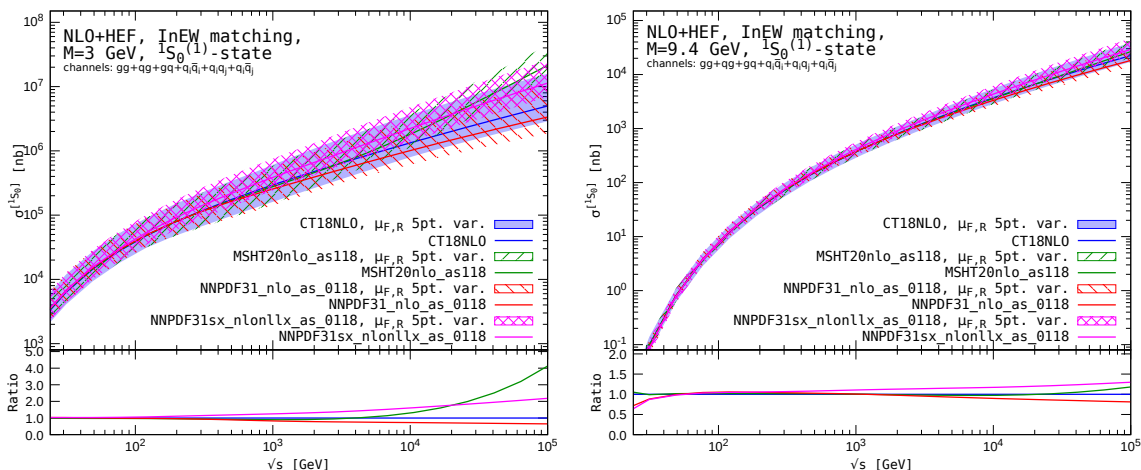 NLO+HEF, InEW matching,
M=3 GeV, ¹S₀⁽¹⁾-state
channels: gg+qg+gq+qᵢq̅ᵢ+qᵢqⱼ+qᵢq̅ⱼ
10⁸
10⁷
10⁶
10⁵
10⁴
10³
σ[¹S₀] [nb]
CT18NLO, μF,R 5pt. var.
CT18NLO
MSHT20nlo_as118, μF,R 5pt. var.
MSHT20nlo_as118
NNPDF31_nlo_as_0118, μF,R 5pt. var.
NNPDF31_nlo_as_0118
NNPDF31sx_nlonllx_as_0118, μF,R 5pt. var.
NNPDF31sx_nlonllx_as_0118
5.0
4.0
3.0
2.0
1.0
0.0
Ratio
10² 10³ 10⁴ 10⁵
√s [GeV]
NLO+HEF, InEW matching,
M=9.4 GeV, ¹S₀⁽¹⁾-state
channels: gg+qg+gq+qᵢq̅ᵢ+qᵢqⱼ+qᵢq̅ⱼ
10⁵
10⁴
10³
10²
10¹
10⁰
10⁻¹
σ[¹S₀] [nb]
CT18NLO, μF,R 5pt. var.
CT18NLO
MSHT20nlo_as118, μF,R 5pt. var.
MSHT20nlo_as118
NNPDF31_nlo_as_0118, μF,R 5pt. var.
NNPDF31_nlo_as_0118
NNPDF31sx_nlonllx_as_0118, μF,R 5pt. var.
NNPDF31sx_nlonllx_as_0118
2.0
1.5
1.0
0.5
0.0
Ratio
10² 10³ 10⁴ 10⁵
√s [GeV]